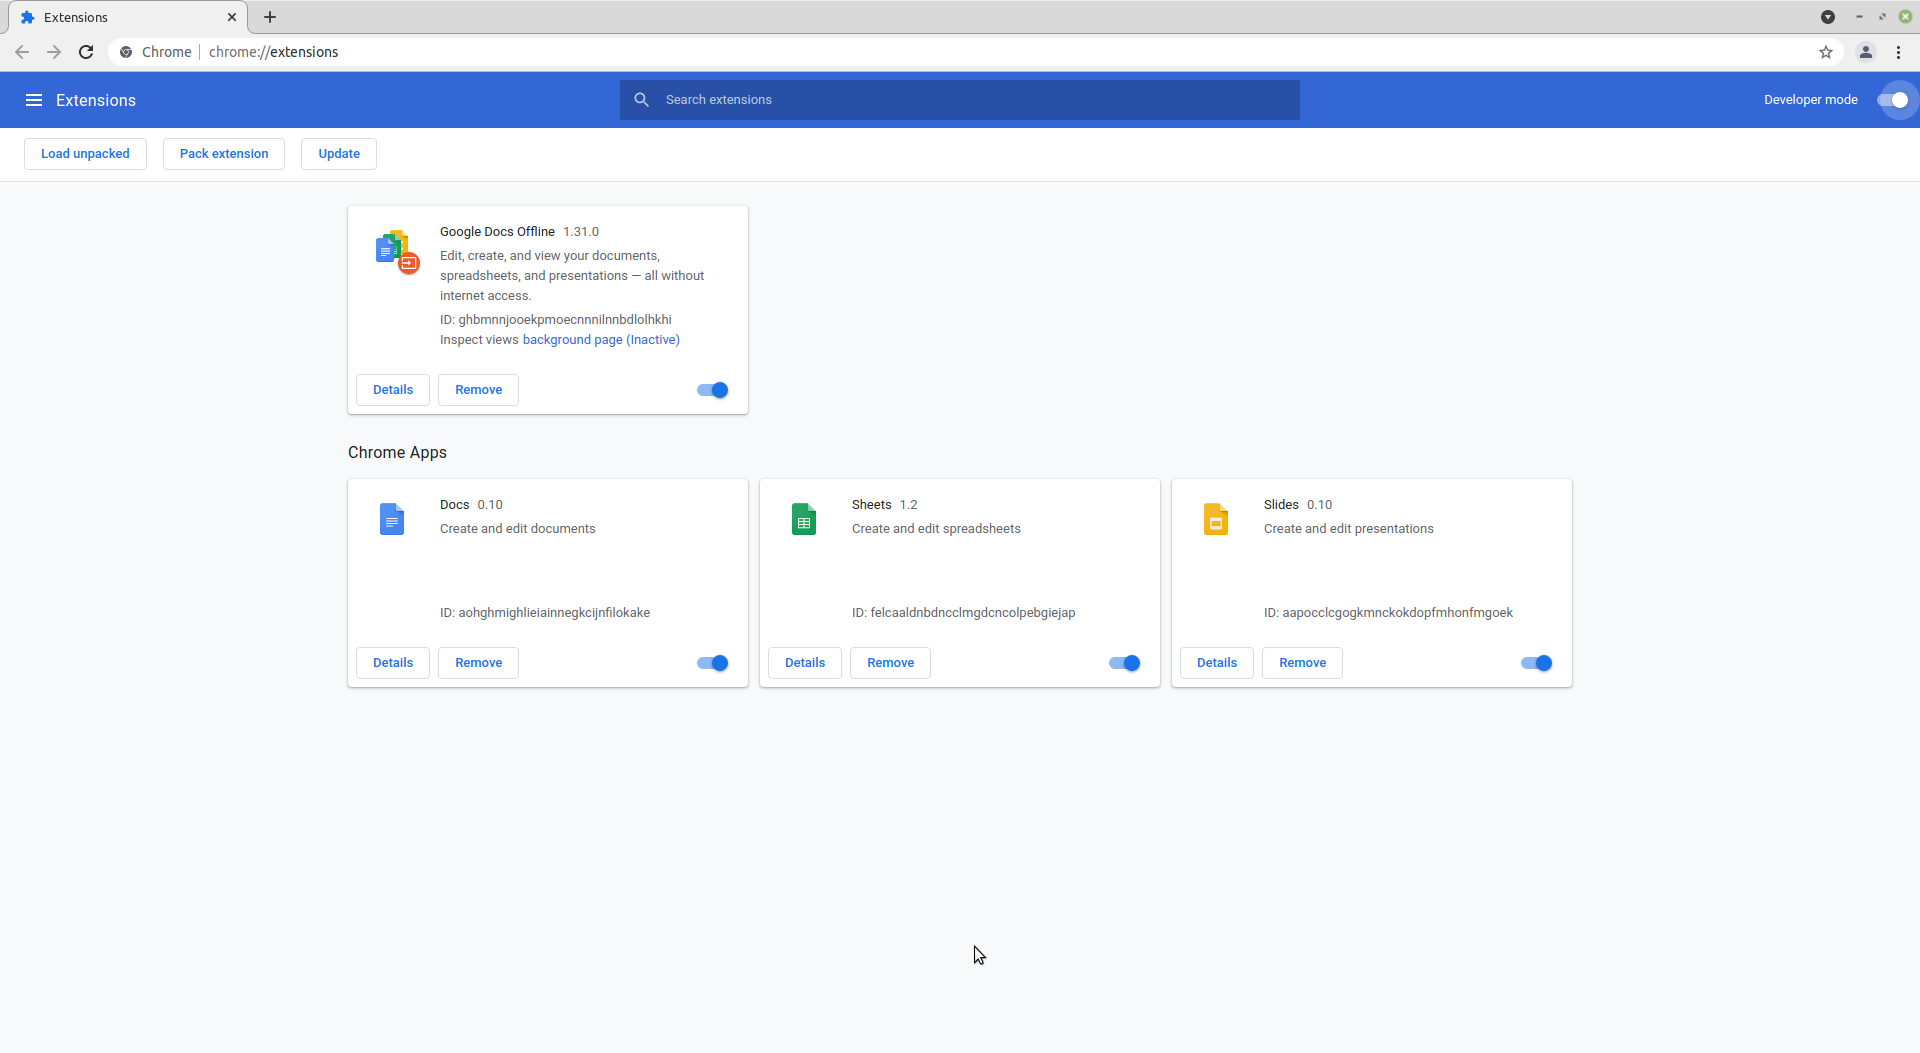 Extensions
Chrome chrome://extensions
Extensions
Search extensions
Developer mode
Load unpacked
Pack extension
Update
Google Docs Offline 1.31.0
Edit, create, and view your documents,
spreadsheets, and presentations — all without
internet access.
ID: ghbmnnjooekpmoecnnnilnnbdlolhkhi
Inspect views background page (Inactive)
Details
Remove
Chrome Apps
Docs 0.10
Create and edit documents
ID: aohghmighlieiainnegkcijnfilokake
Details
Remove
Sheets 1.2
Create and edit spreadsheets
ID: felcaaldnbdncclmgdcncolpebgiejap
Details
Remove
Slides 0.10
Create and edit presentations
ID: aapocclcgogkmnckokdopfmhonfmgoek
Details
Remove